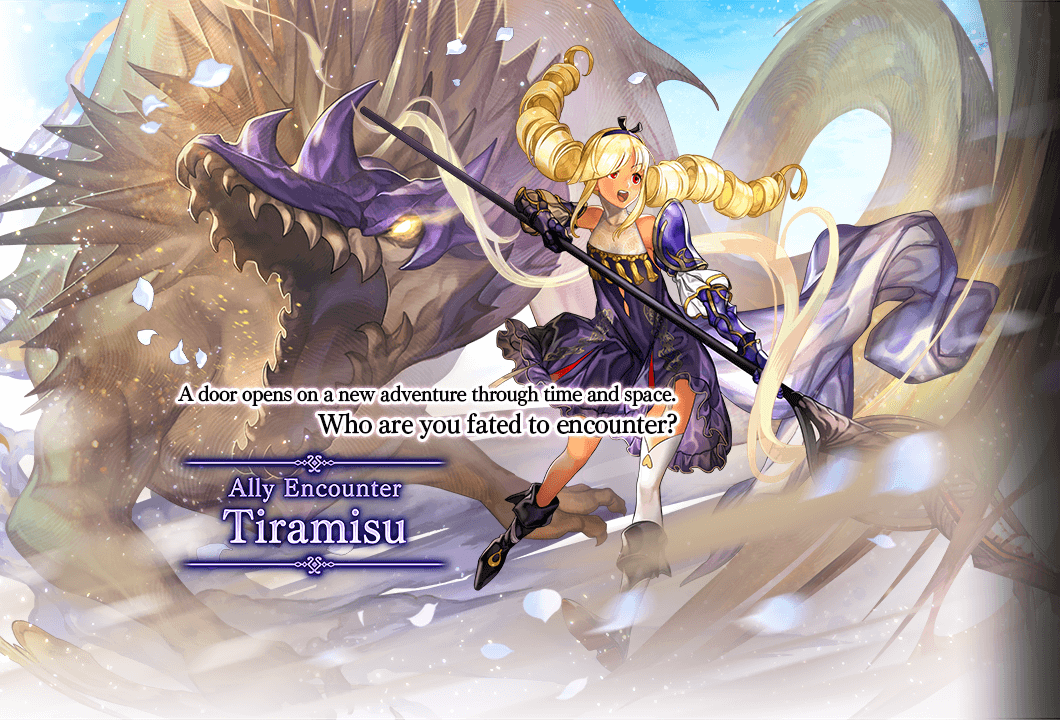 A door opens on a new adventure through time and space.
Who are you fated to encounter?
Ally Encounter
Tiramisu